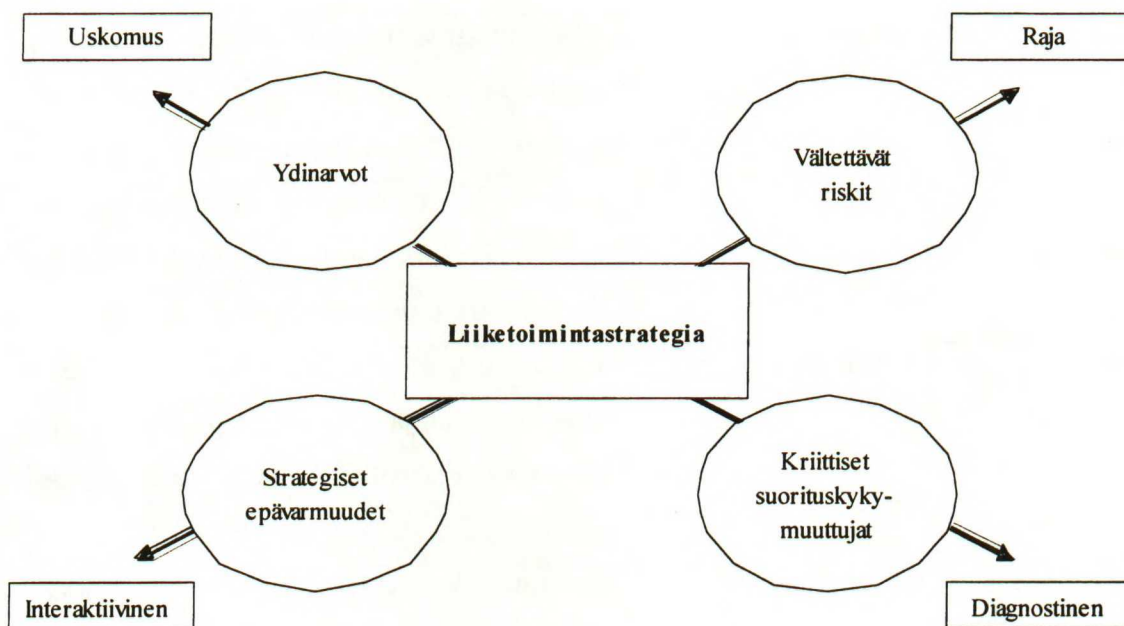 Uskomus
Raja
Ydinarvot
Vältettävät
riskit
Liiketoimintastrategia
Strategiset
epävarmuudet
Kriittiset
suorituskyky-
muuttujat
Interaktiivinen
Diagnostinen